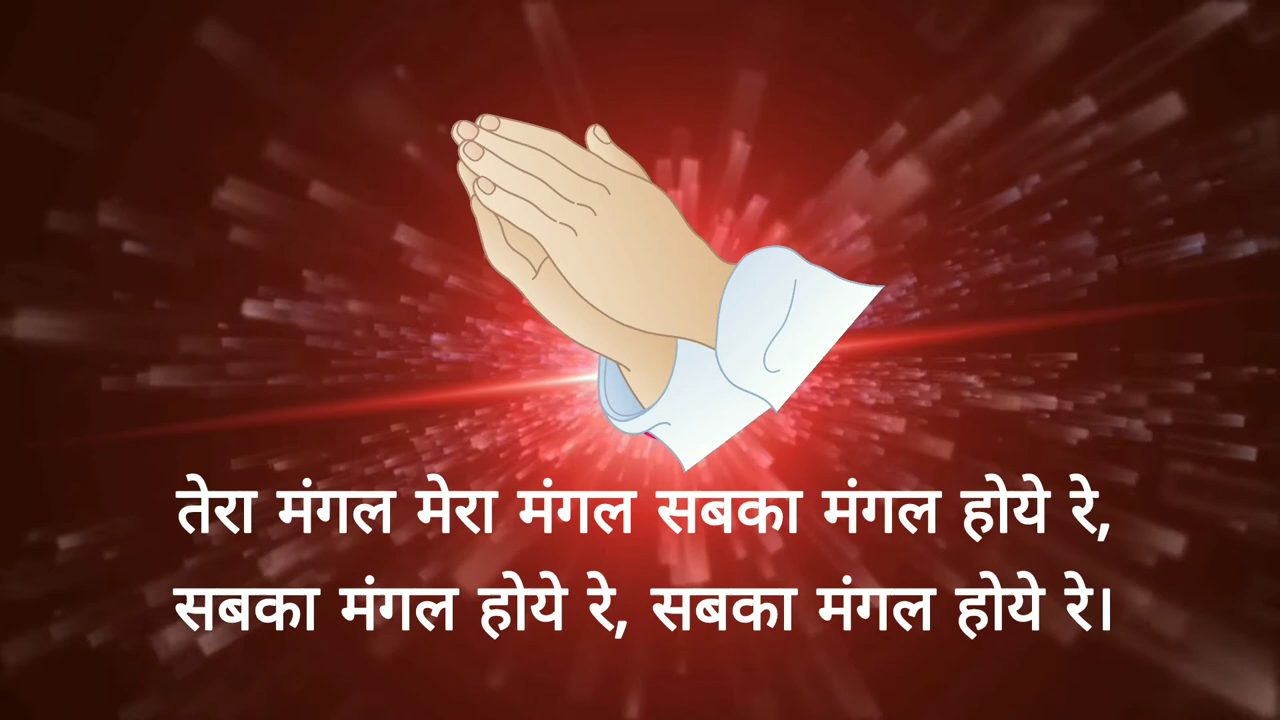 तेरा मंगल मेरा मंगल सबका मंगल होये रे,
सबका मंगल होये रे, सबका मंगल होये रे।